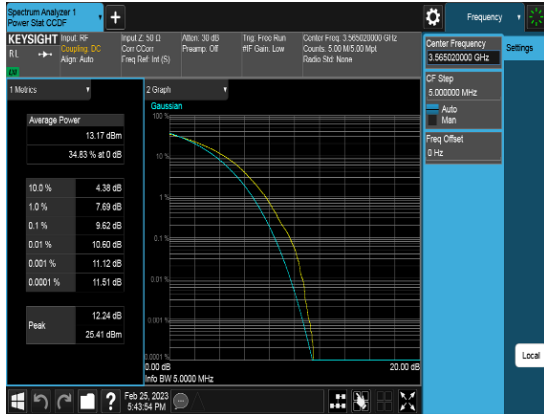 Spectrum Analyzer 1
Power Stat CCDF
Frequency
KEYSIGHT
Input: RF
Coupling: DC
Align: Auto
Input Z: 50 Ω
Corr CCorr
Freq Ref: Int (S)
Atten: 30 dB
Preamp: Off
Trig: Free Run
#IF Gain: Low
Center Freq: 3.565020000 GHz
Counts: 5.00 M/5.00 Mpt
Radio Std: None
RL
1 Metrics
2 Graph
Average Power
13.17 dBm
34.83 % at 0 dB
10.0 % 4.38 dB
1.0 % 7.69 dB
0.1 % 9.62 dB
0.01 % 10.60 dB
0.001 % 11.12 dB
0.0001 % 11.51 dB
Peak 12.24 dB
25.41 dBm
Gaussian
100 %
10 %
1 %
0.1 %
0.01 %
0.001 %
0.0001 %
0.00 dB 20.00 dB
Info BW 5.0000 MHz
Center Frequency
3.565020000 GHz
Settings
CF Step
5.000000 MHz
Auto
Man
Freq Offset
0 Hz
Local
Feb 25, 2023
5:43:54 PM